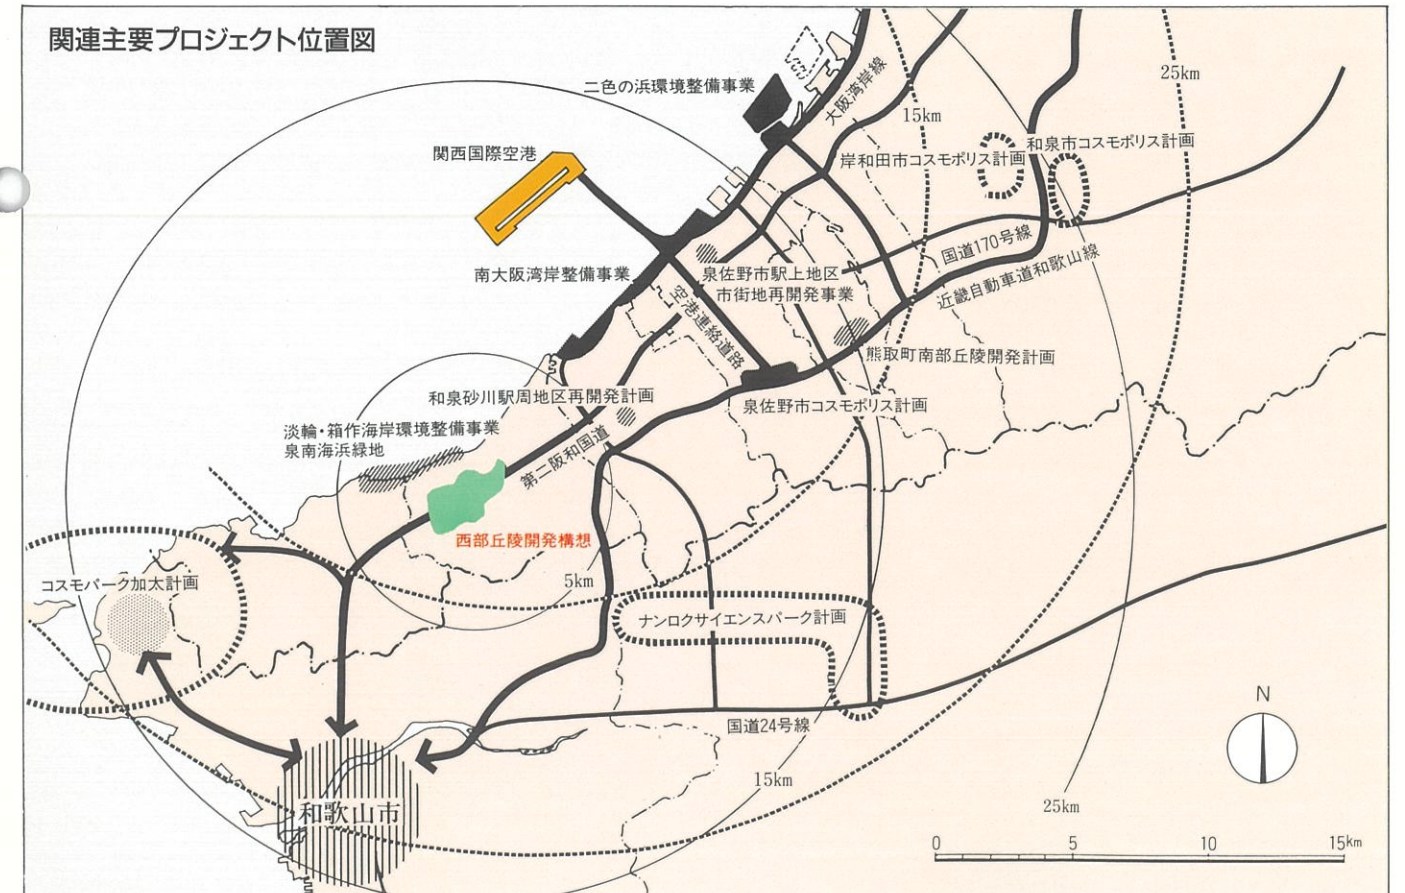 関連主要プロジェクト位置図
二色の浜環境整備事業
大阪湾岸線
25km
15km
関西国際空港
岸和田市コスモポリス計画
和泉市コスモポリス計画
国道170号線
近畿自動車道和歌山線
南大阪湾岸整備事業
泉佐野市駅上地区
市街地再開発事業
空港連絡道路
熊取町南部丘陵開発計画
和泉砂川駅周地区再開発計画
泉佐野市コスモポリス計画
淡輪・箱作海岸環境整備事業
泉南海浜緑地
第二阪和国道
西部丘陵開発構想
5km
コスモパーク加太計画
ナンロクサイエンスパーク計画
国道24号線
N
15km
25km
和歌山市
0 5 10 15km